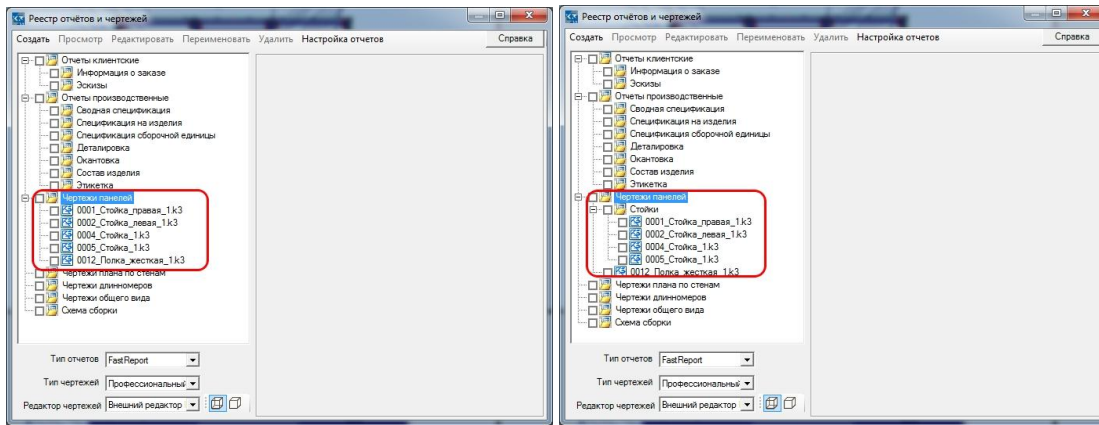 Реестр отчётов и чертежей
Создать Просмотр Редактировать Переименовать Удалить Настройка отчетов Справка
Отчеты клиентские
Информация о заказе
Эскизы
Отчеты производственные
Сводная спецификация
Спецификация на изделия
Спецификация сборочной единицы
Деталировка
Окантовка
Состав изделия
Этикетка
Чертежи панелей
0001_Стойка_правая_1.k3
0002_Стойка_левая_1.k3
0004_Стойка_1.k3
0005_Стойка_1.k3
0012_Полка_жесткая_1.k3
Чертежи плана по стенам
Чертежи длинномеров
Чертежи общего вида
Схема сборки
Тип отчетов FastReport
Тип чертежей Профессиональный
Редактор чертежей Внешний редактор
Реестр отчётов и чертежей
Создать Просмотр Редактировать Переименовать Удалить Настройка отчетов Справка
Отчеты клиентские
Информация о заказе
Эскизы
Отчеты производственные
Сводная спецификация
Спецификация на изделия
Спецификация сборочной единицы
Деталировка
Окантовка
Состав изделия
Этикетка
Чертежи панелей
Стойки
0001_Стойка_правая_1.k3
0002_Стойка_левая_1.k3
0004_Стойка_1.k3
0005_Стойка_1.k3
0012_Полка_жесткая_1.k3
Чертежи плана по стенам
Чертежи длинномеров
Чертежи общего вида
Схема сборки
Тип отчетов FastReport
Тип чертежей Профессиональный
Редактор чертежей Внешний редактор